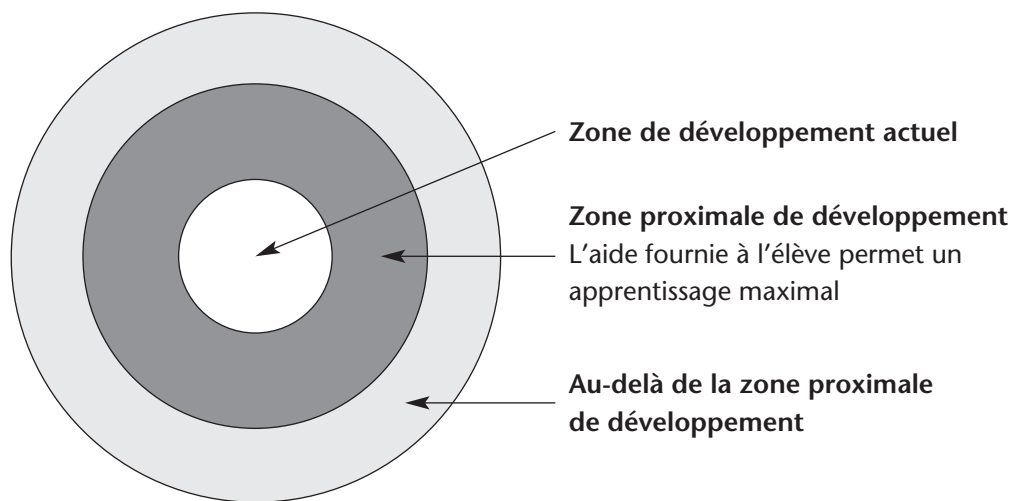 Zone de développement actuel
Zone proximale de développement
L’aide fournie à l’élève permet un
apprentissage maximal
Au-delà de la zone proximale
de développement